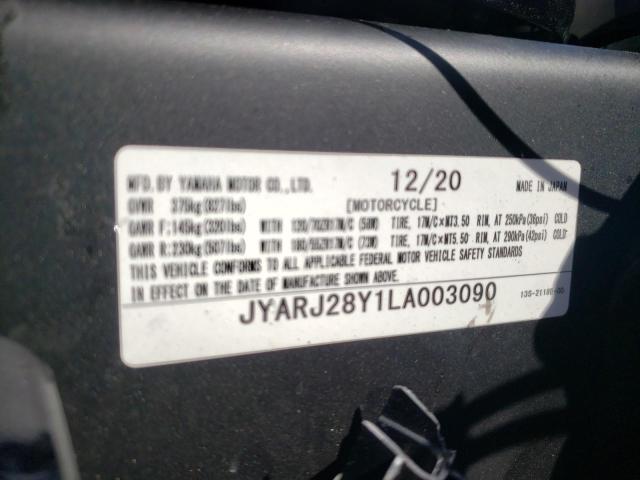 MFD. BY YAMAHA MOTOR CO., LTD. 12/20 MADE IN JAPAN
GVWR 375kg(827lbs) [MOTORCYCLE]
GAWR F:145kg(320lbs) WITH 120/70ZR17M/C (58W) TIRE, 17M/C×MT3.50 RIM, AT 250kPa(36psi) COLD
GAWR R:230kg(507lbs) WITH 180/55ZR17M/C (73W) TIRE, 17M/C×MT5.50 RIM, AT 290kPa(42psi) COLD
THIS VEHICLE CONFORMS TO ALL APPLICABLE FEDERAL MOTOR VEHICLE SAFETY STANDARDS
IN EFFECT ON THE DATE OF MANUFACTURE SHOWN ABOVE.
JYARJ28Y1LA003090